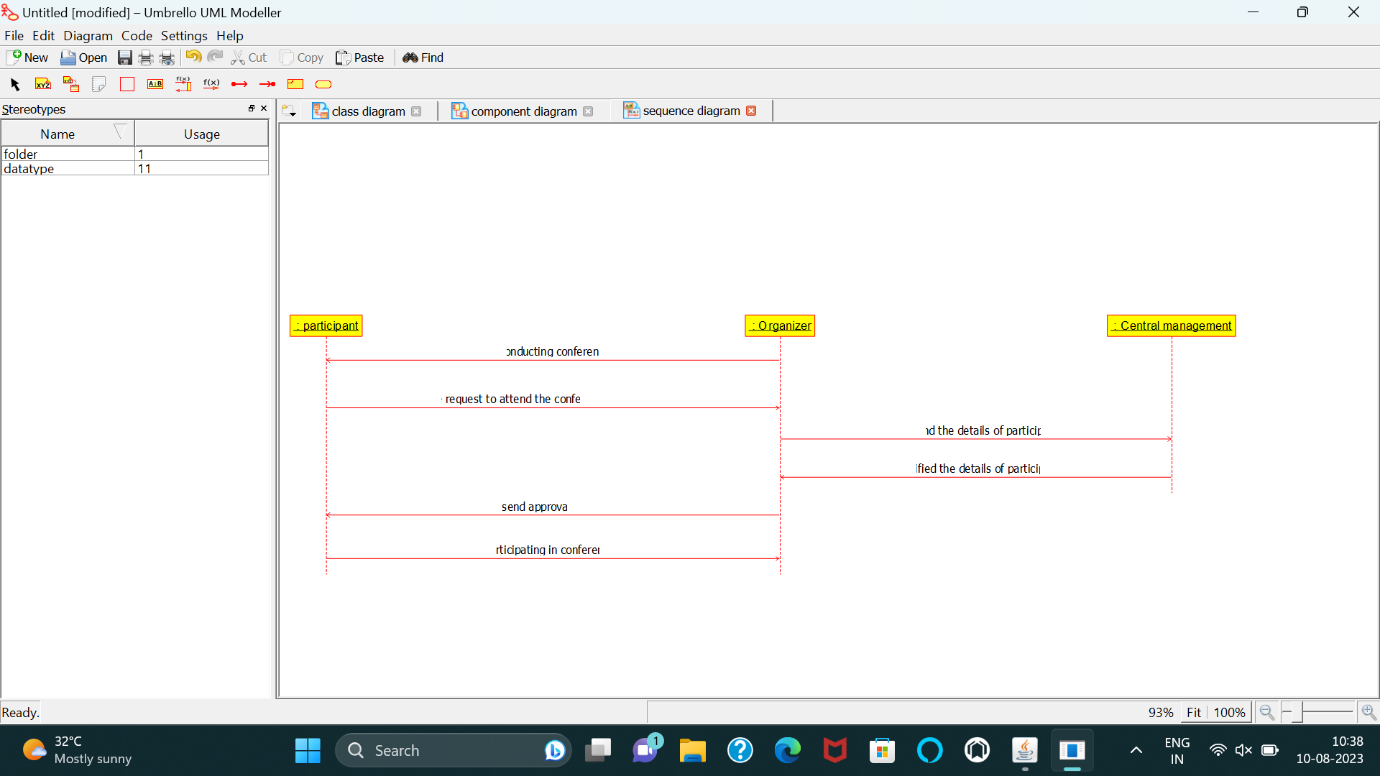 Untitled [modified] – Umbrello UML Modeller
File Edit Diagram Code Settings Help
New Open Cut Copy Paste Find
Stereotypes
class diagram component diagram sequence diagram
Name Usage
folder 1
datatype 11
: participant : Organizer : Central management
onducting conferen
request to attend the confe
nd the details of particip
ified the details of partici
send approva
rticipating in conferen
Ready. 93% Fit 100%
32°C
Mostly sunny
Search
1
ENG
IN
10:38
10-08-2023